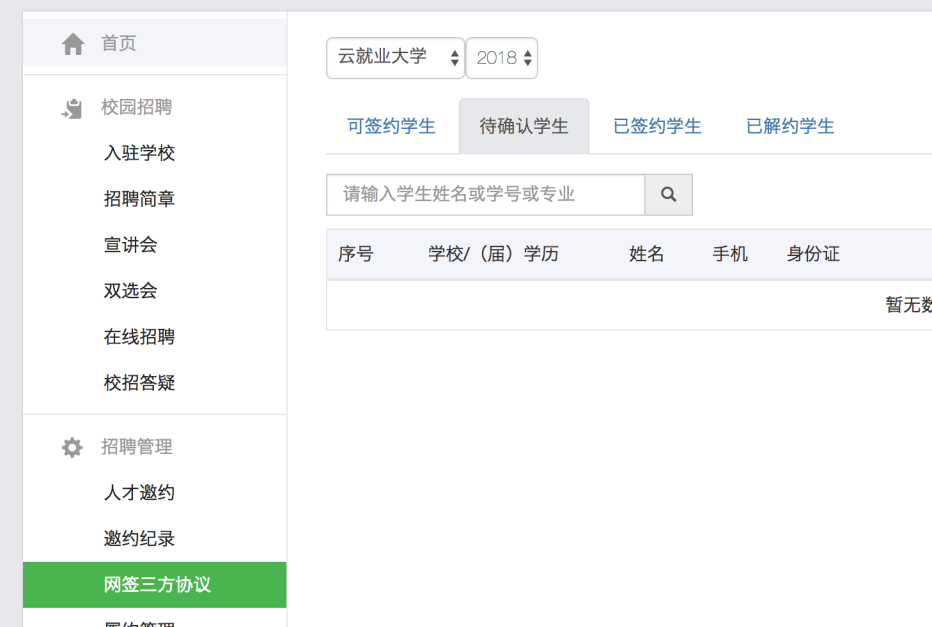 首页
校园招聘
入驻学校
招聘简章
宣讲会
双选会
在线招聘
校招答疑
招聘管理
人才邀约
邀约纪录
网签三方协议
云就业大学 2018
可签约学生 待确认学生 已签约学生 已解约学生
请输入学生姓名或学号或专业
序号 学校/（届）学历 姓名 手机 身份证
暂无